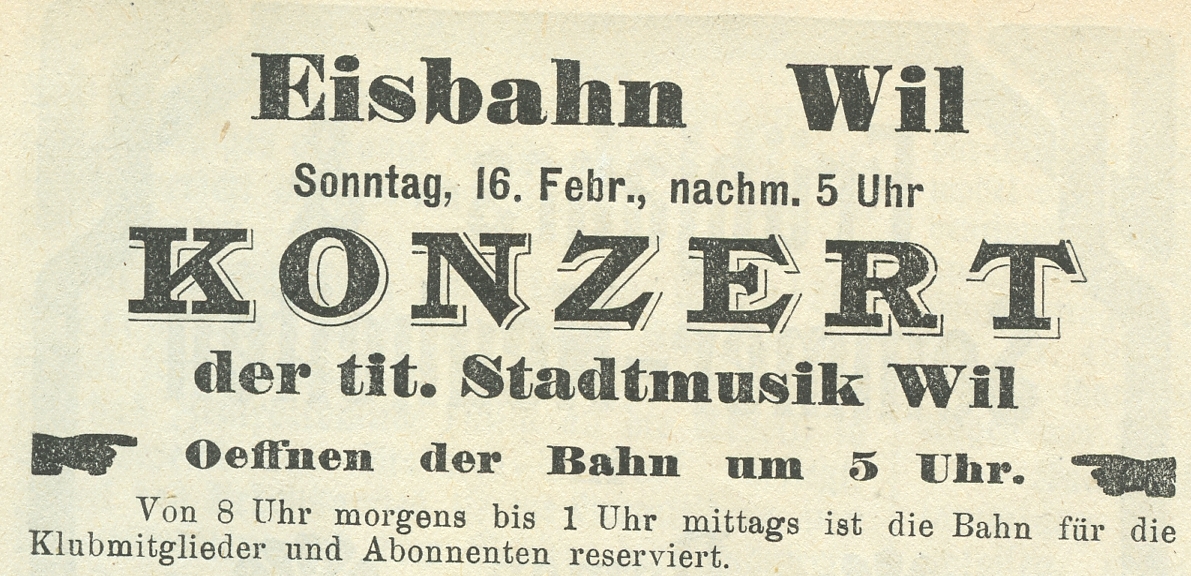 Eisbahn Wil
Sonntag, 16. Febr., nachm. 5 Uhr
KONZERT
der tit. Stadtmusik Wil
Oeffnen der Bahn um 5 Uhr.
Von 8 Uhr morgens bis 1 Uhr mittags ist die Bahn für die
Klubmitglieder und Abonnenten reserviert.